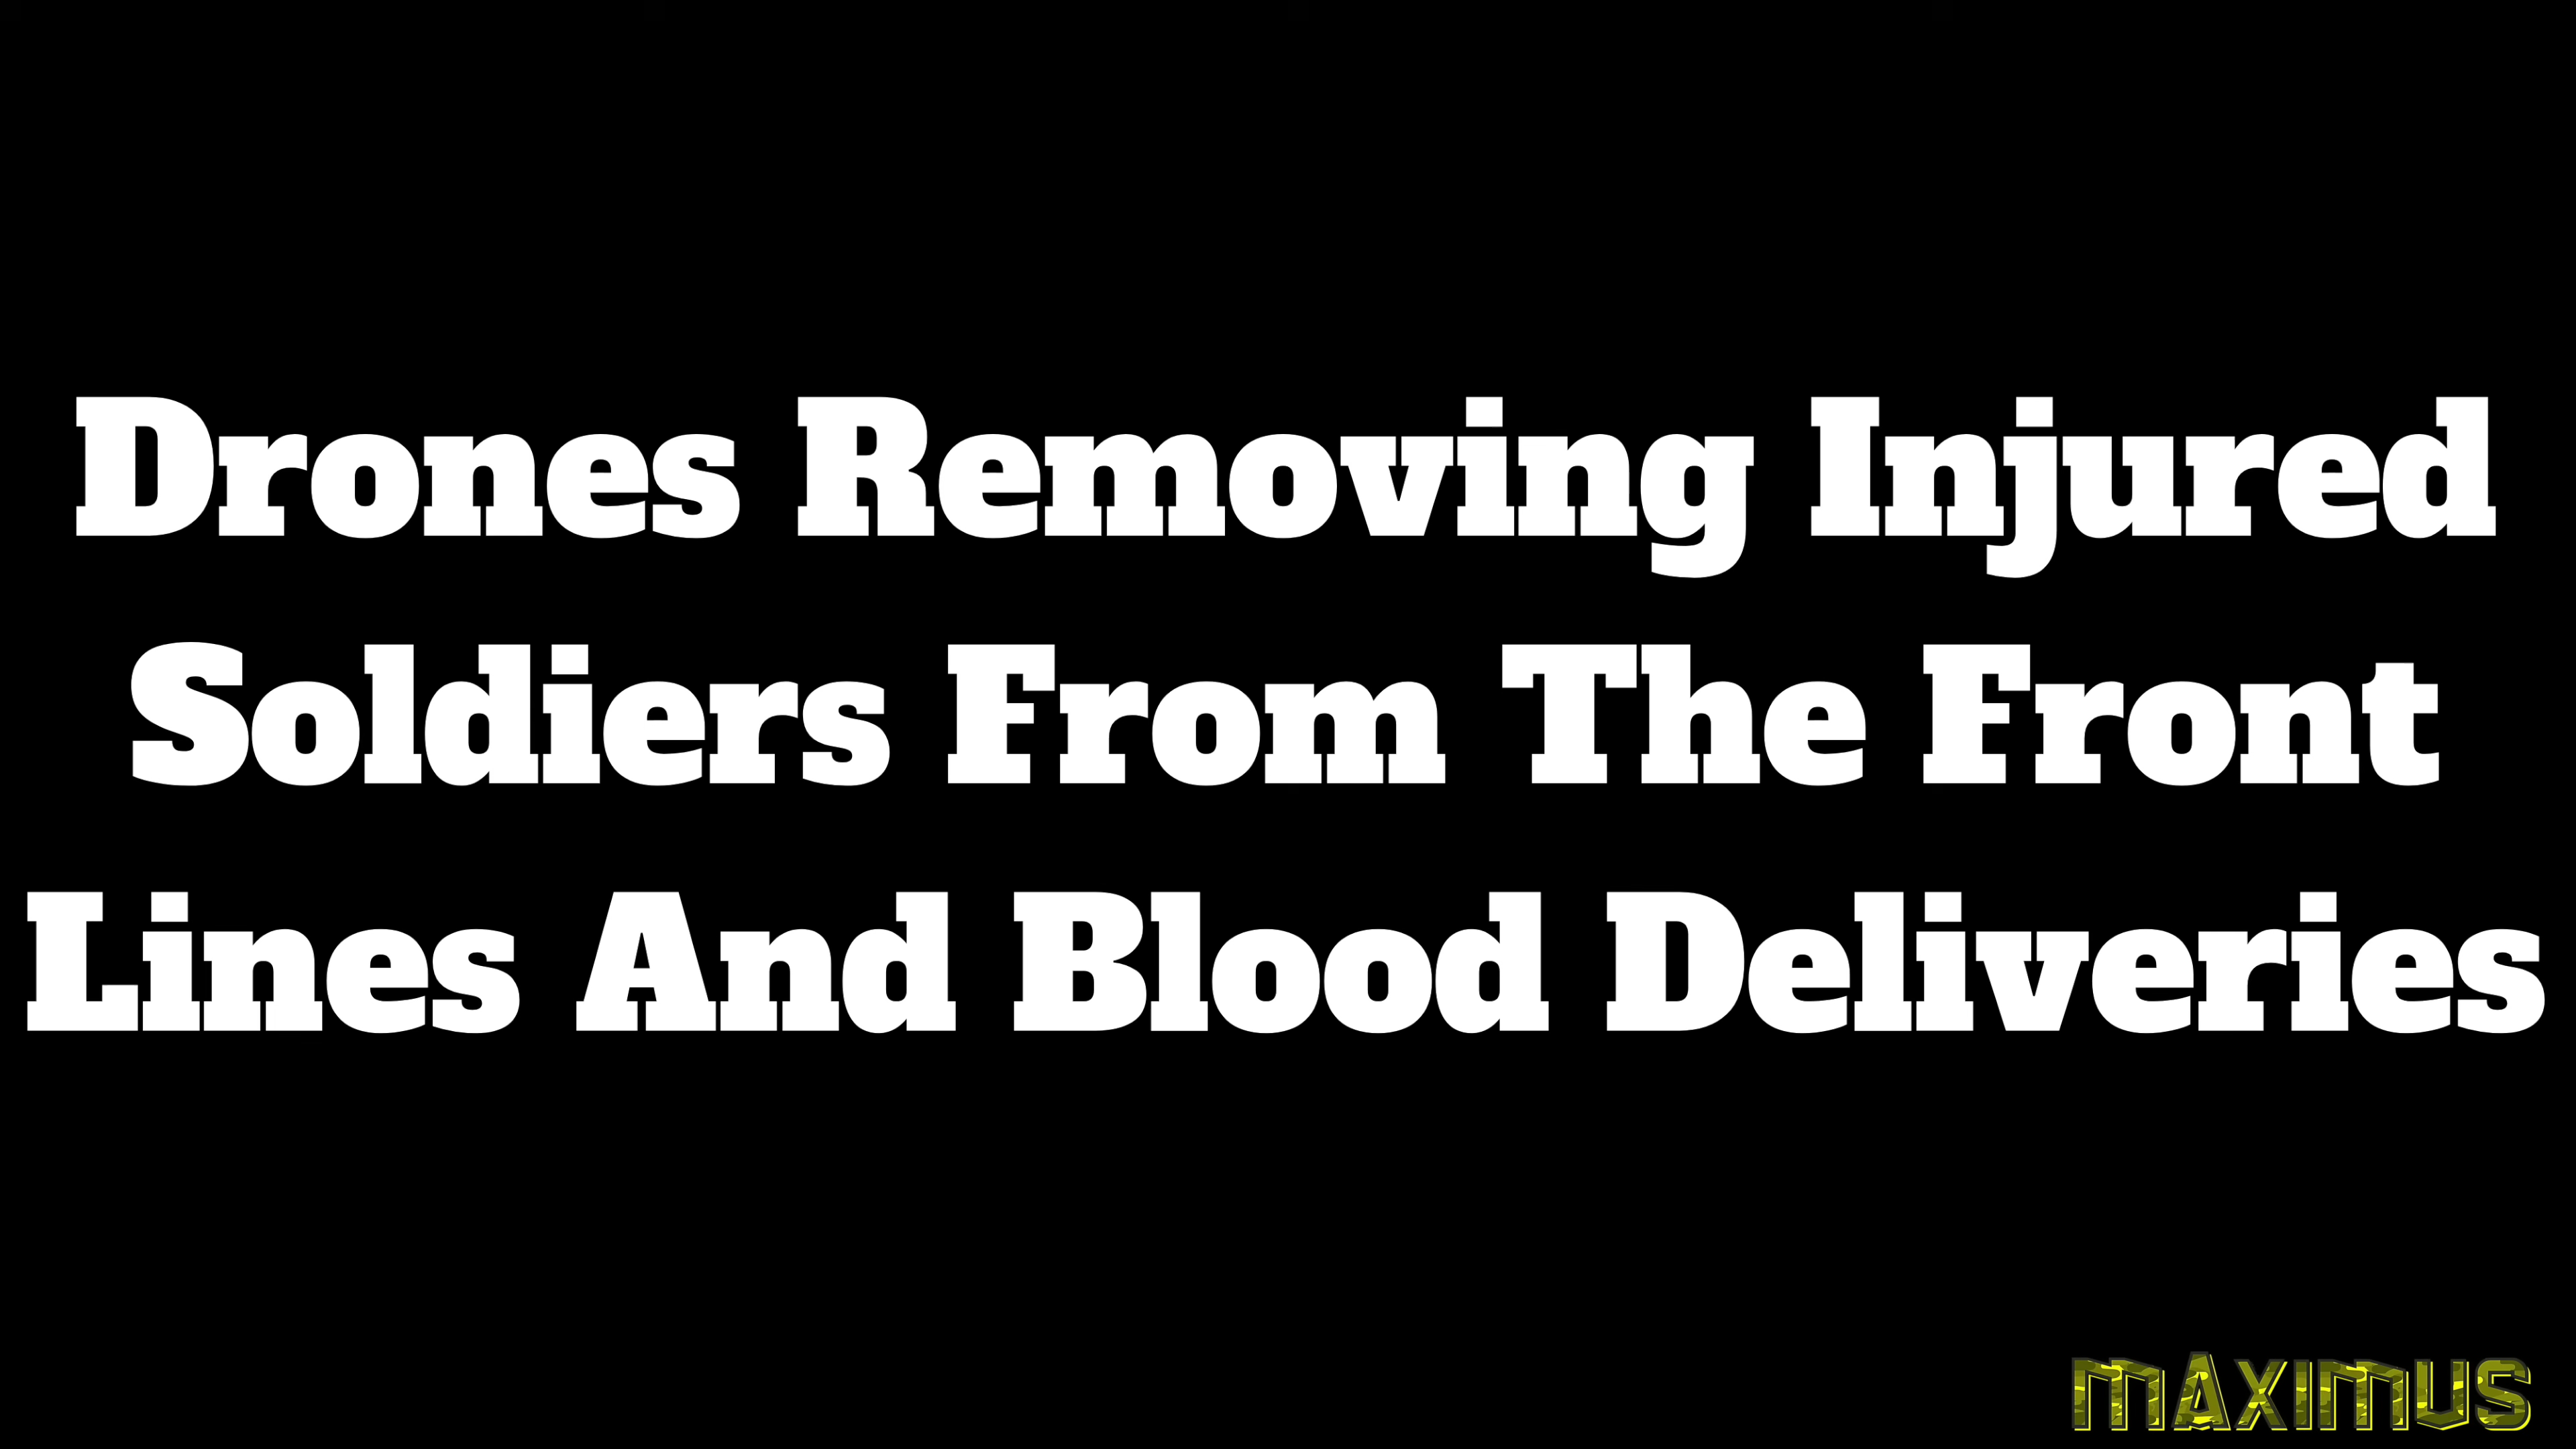 Drones Removing Injured
Soldiers From The Front
Lines And Blood Deliveries
MAXIMUS